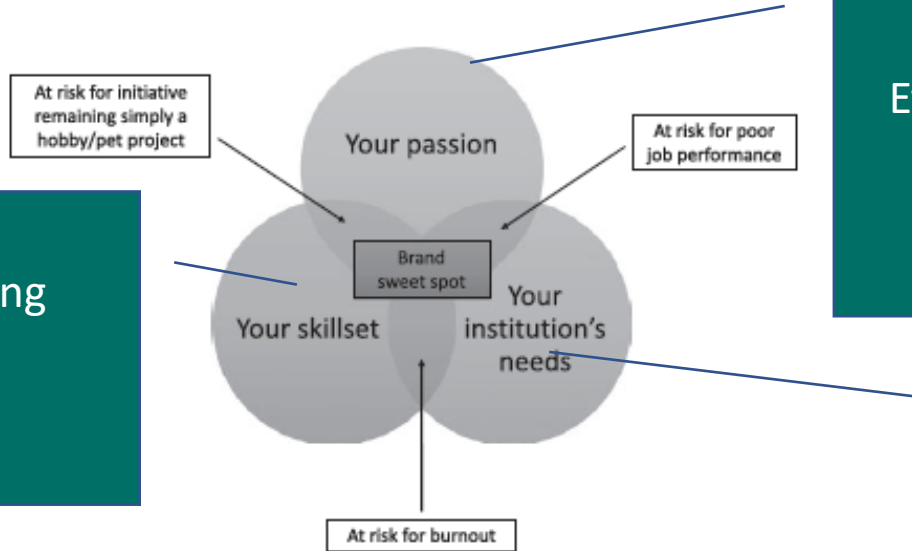 At risk for initiative
remaining simply a
hobby/pet project
Your passion
At risk for poor
job performance
Brand
sweet spot
Your skillset
Your
institution's
needs
At risk for burnout
ng